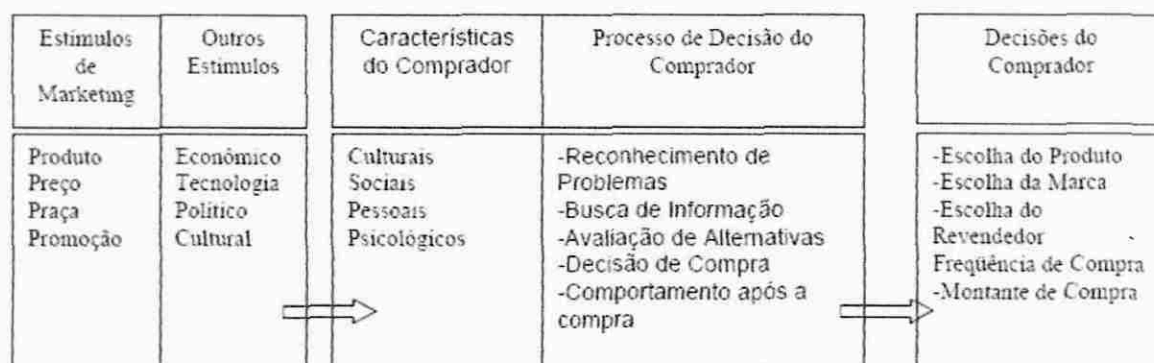 Estímulos
de
Marketing
Outros
Estímulos
Características
do Comprador
Processo de Decisão do
Comprador
Decisões do
Comprador
Produto
Preço
Praça
Promoção
Econômico
Tecnologia
Político
Cultural
Culturais
Sociais
Pessoais
Psicológicos
-Reconhecimento de
Problemas
-Busca de Informação
-Avaliação de Alternativas
-Decisão de Compra
-Comportamento após a
compra
-Escolha do Produto
-Escolha da Marca
-Escolha do
Revendedor
Freqüência de Compra
-Montante de Compra